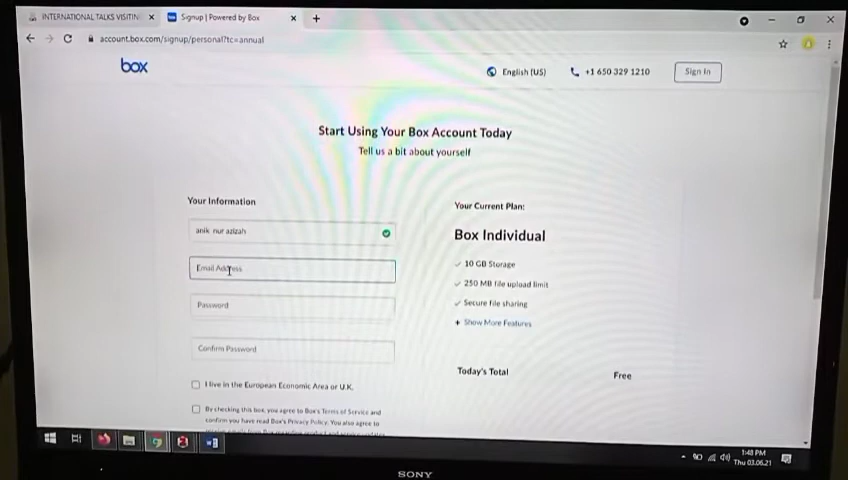 INTERNATIONAL TALKS VISITIN
Signup | Powered by Box
account.box.com/signup/personal?tc=annual
box
English (US)
+1 650 329 1210
Sign In
Start Using Your Box Account Today
Tell us a bit about yourself
Your Information
anik nur azizah
Email Address
Password
Confirm Password
I live in the European Economic Area or U.K.
By checking this box, you agree to Box's Terms of Service and
confirm you have read Box's Privacy Policy. You also agree to
Your Current Plan:
Box Individual
10 GB Storage
250 MB file upload limit
Secure file sharing
+ Show More Features
Today's Total
Free
1:48 PM
Thu 03.06.21
SONY